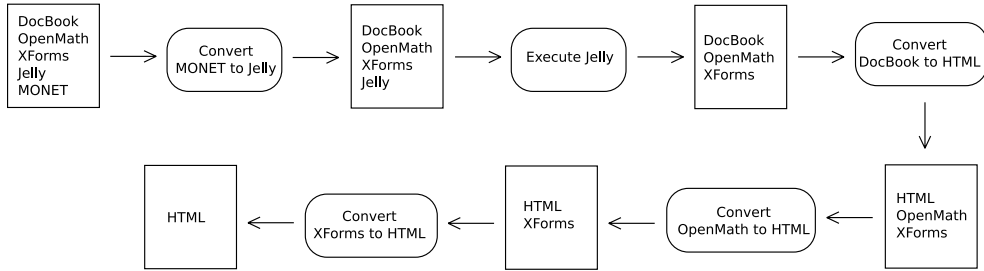 DocBook
OpenMath
XForms
Jelly
MONET
Convert
MONET to Jelly
DocBook
OpenMath
XForms
Jelly
Execute Jelly
DocBook
OpenMath
XForms
Convert
DocBook to HTML
HTML
OpenMath
XForms
Convert
OpenMath to HTML
HTML
XForms
Convert
XForms to HTML
HTML